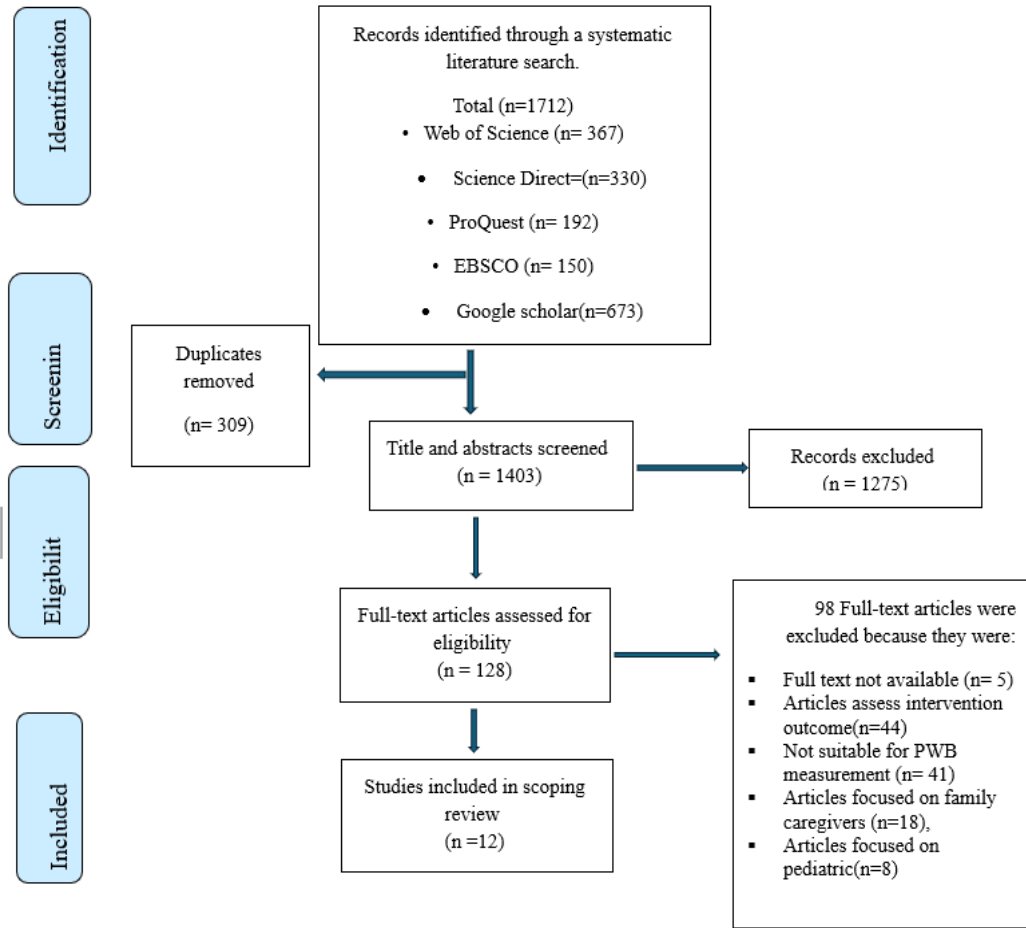 Identification
Records identified through a systematic
literature search.
Total (n=1712)
• Web of Science (n= 367)
• Science Direct=(n=330)
• ProQuest (n= 192)
• EBSCO (n= 150)
• Google scholar(n=673)
Screenin
Duplicates
removed
(n= 309)
Title and abstracts screened
(n = 1403)
Records excluded
(n = 1275)
Eligibilit
Full-text articles assessed for
eligibility
(n = 128)
98 Full-text articles were
excluded because they were:
▪ Full text not available (n= 5)
▪ Articles assess intervention
outcome(n=44)
▪ Not suitable for PWB
measurement (n= 41)
▪ Articles focused on family
caregivers (n=18),
▪ Articles focused on
pediatric(n=8)
Included
Studies included in scoping
review
(n =12)